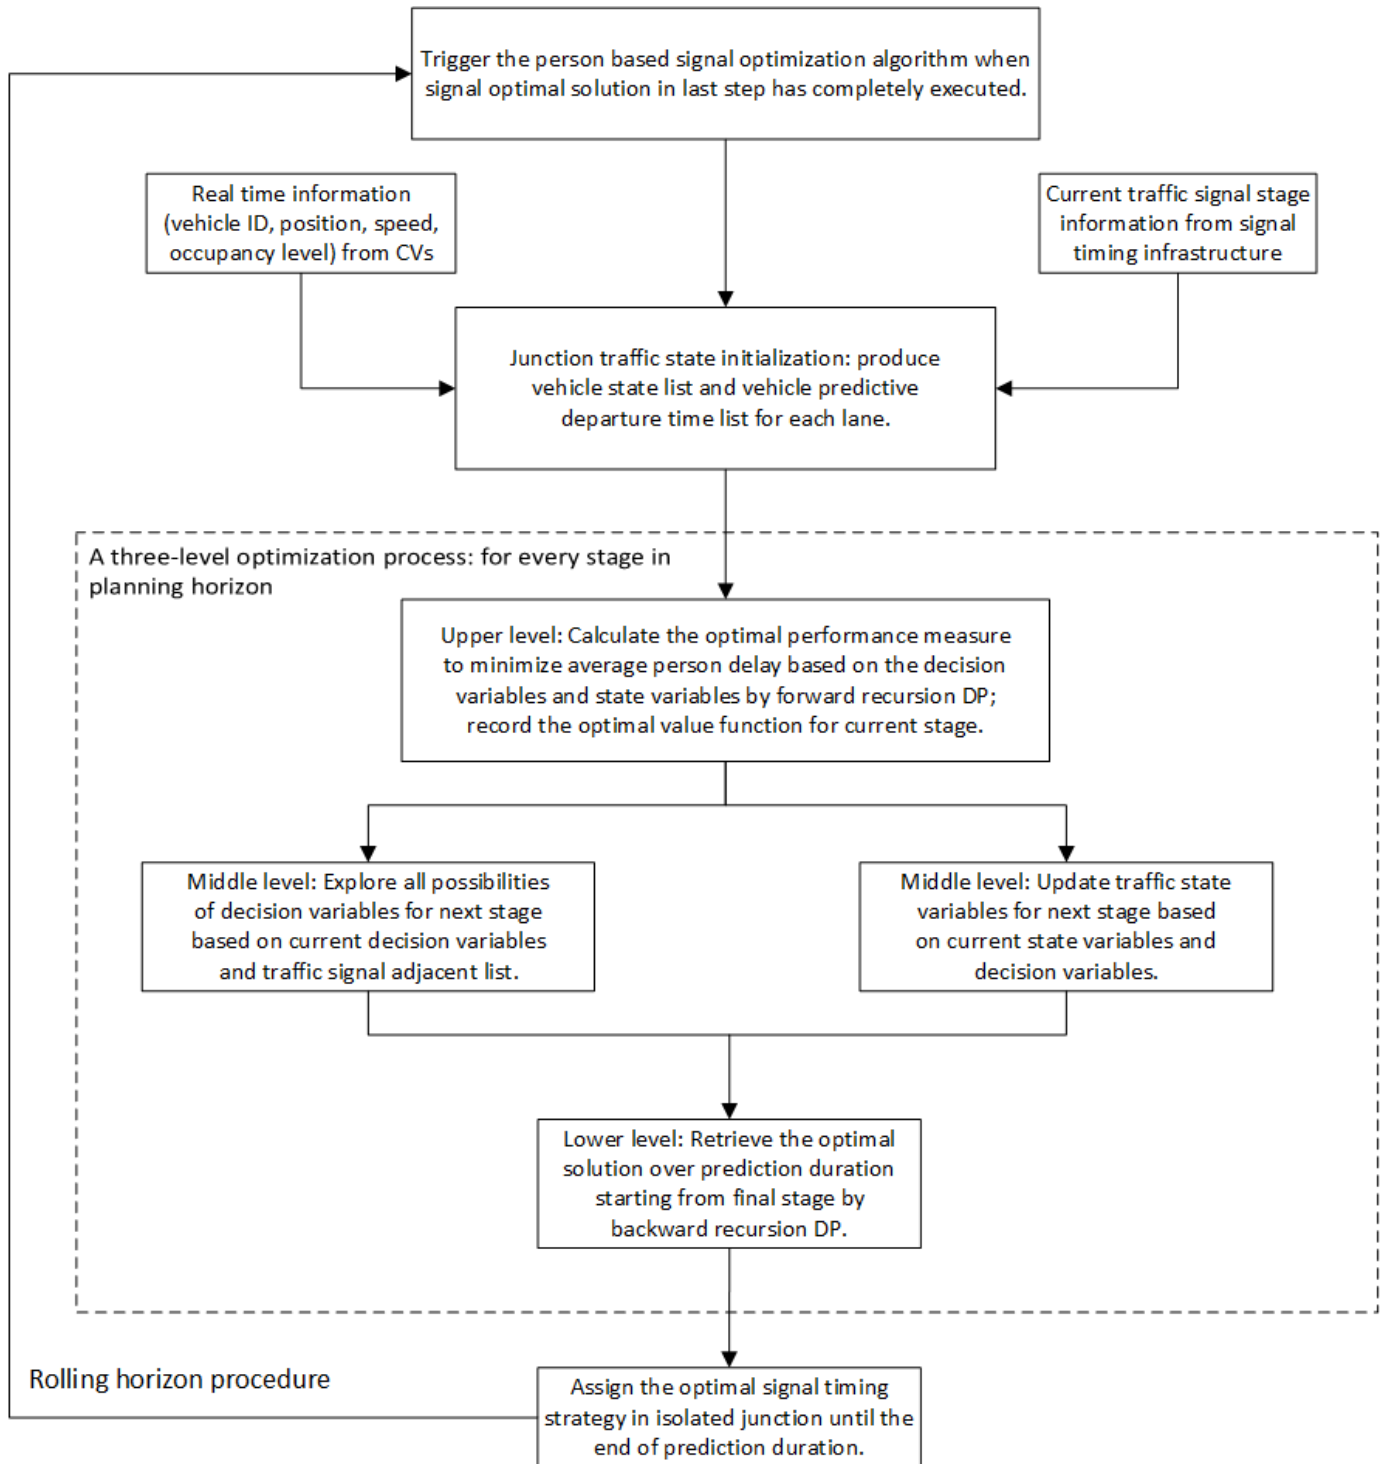 Trigger the person based signal optimization algorithm when
signal optimal solution in last step has completely executed.
Real time information
(vehicle ID, position, speed,
occupancy level) from CVs
Current traffic signal stage
information from signal
timing infrastructure
Junction traffic state initialization: produce
vehicle state list and vehicle predictive
departure time list for each lane.
A three-level optimization process: for every stage in
planning horizon
Upper level: Calculate the optimal performance measure
to minimize average person delay based on the decision
variables and state variables by forward recursion DP;
record the optimal value function for current stage.
Middle level: Explore all possibilities
of decision variables for next stage
based on current decision variables
and traffic signal adjacent list.
Middle level: Update traffic state
variables for next stage based
on current state variables and
decision variables.
Lower level: Retrieve the optimal
solution over prediction duration
starting from final stage by
backward recursion DP.
Rolling horizon procedure
Assign the optimal signal timing
strategy in isolated junction until the
end of prediction duration.